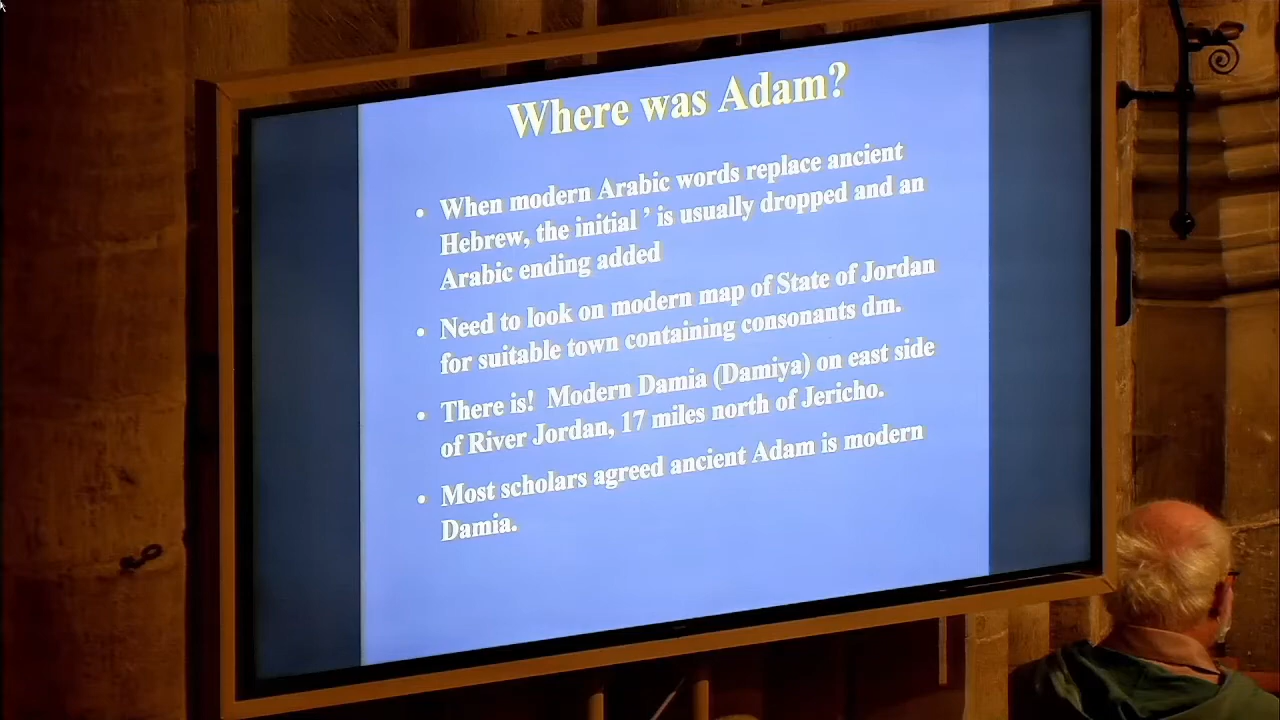 Where was Adam?
• When modern Arabic words replace ancient
Hebrew, the initial ’ is usually dropped and an
Arabic ending added
• Need to look on modern map of State of Jordan
for suitable town containing consonants dm.
• There is! Modern Damia (Damiya) on east side
of River Jordan, 17 miles north of Jericho.
• Most scholars agreed ancient Adam is modern
Damia.